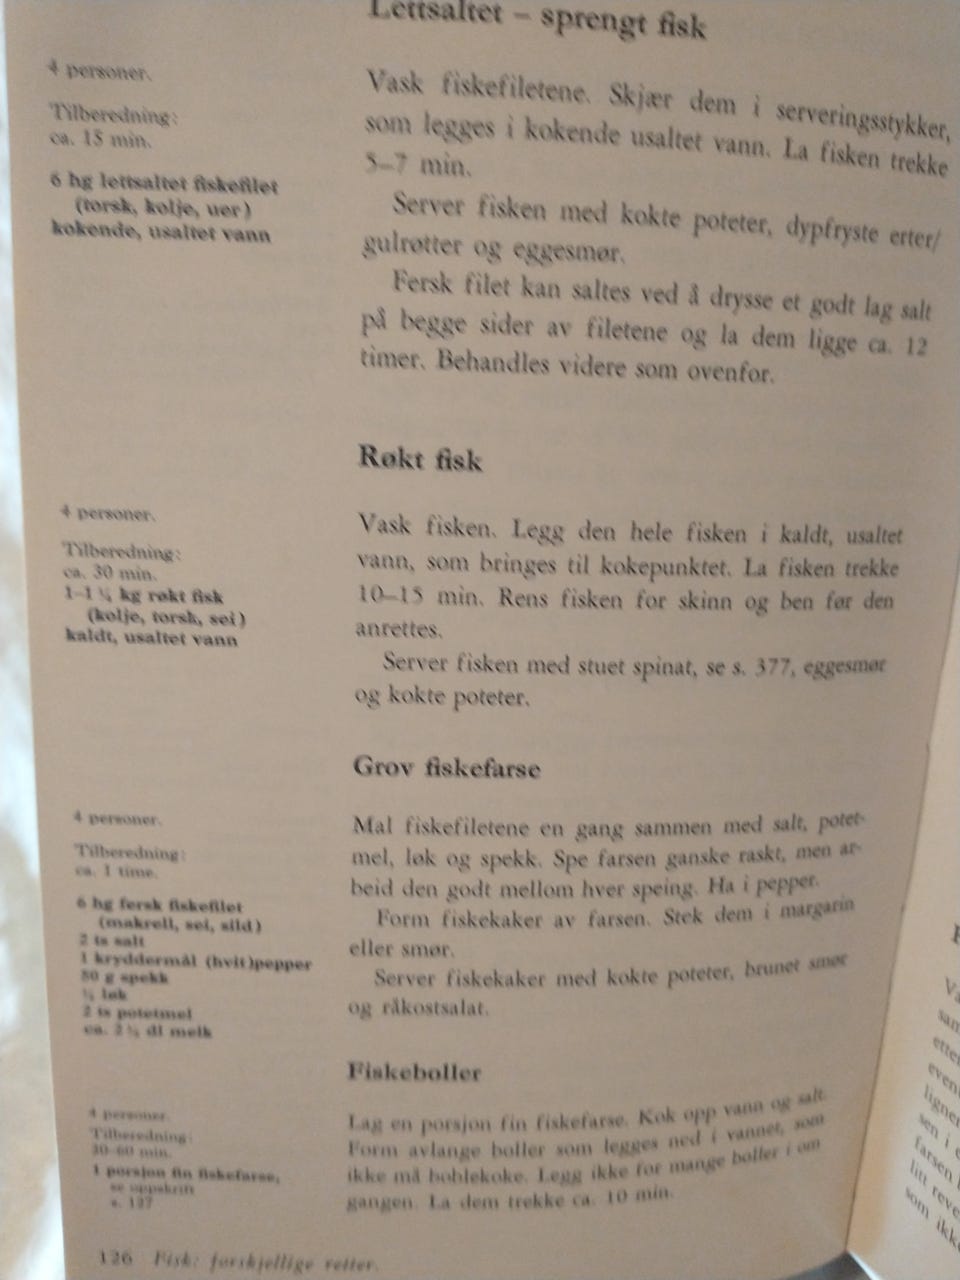 Lettsaltet – sprengt fisk
4 personer.
Tilberedning:
ca. 15 min.
6 hg lettsaltet fiskefilet
(torsk, kolje, uer)
kokende, usaltet vann
Vask fiskefiletene. Skjær dem i serveringsstykker,
som legges i kokende usaltet vann. La fisken trekke
5–7 min.
Server fisken med kokte poteter, dypfryste erter/
gulrøtter og eggesmør.
Fersk filet kan saltes ved å drysse et godt lag salt
på begge sider av filetene og la dem ligge ca. 12
timer. Behandles videre som ovenfor.
Røkt fisk
4 personer.
Tilberedning:
ca. 30 min.
1–1 ¼ kg røkt fisk
(kolje, torsk, sei)
kaldt, usaltet vann
Vask fisken. Legg den hele fisken i kaldt, usaltet
vann, som bringes til kokepunktet. La fisken trekke
10–15 min. Rens fisken for skinn og ben før den
anrettes.
Server fisken med stuet spinat, se s. 377, eggesmør
og kokte poteter.
Grov fiskefarse
4 personer.
Tilberedning:
ca. 1 time.
6 hg fersk fiskefilet
(makrell, sei, sild)
2 ts salt
1 kryddermål (hvit)pepper
50 g spekk
løk
2 ts potetmel
ca. 2 dl melk
Mal fiskefiletene en gang sammen med salt, potet-
mel, løk og spekk. Spe farsen ganske raskt, men ar-
beid den godt mellom hver speing. Ha i pepper.
Form fiskekaker av farsen. Stek dem i margarin
eller smør.
Server fiskekaker med kokte poteter, brunet smør
og råkostsalat.
Fiskeboller
4 personer.
Tilberedning:
min.
1 porsjon fin fiskefarse,
se oppskrift
s. 127
Lag en porsjon fin fiskefarse. Kok opp vann og salt.
Form avlange boller som legges ned i vannet, som
ikke må boblekoke. Legg ikke for mange boller i om
gangen. La dem trekke ca. 10 min.
126 Fisk: forskjellige retter.
sen i
farsen
litt
som ikke